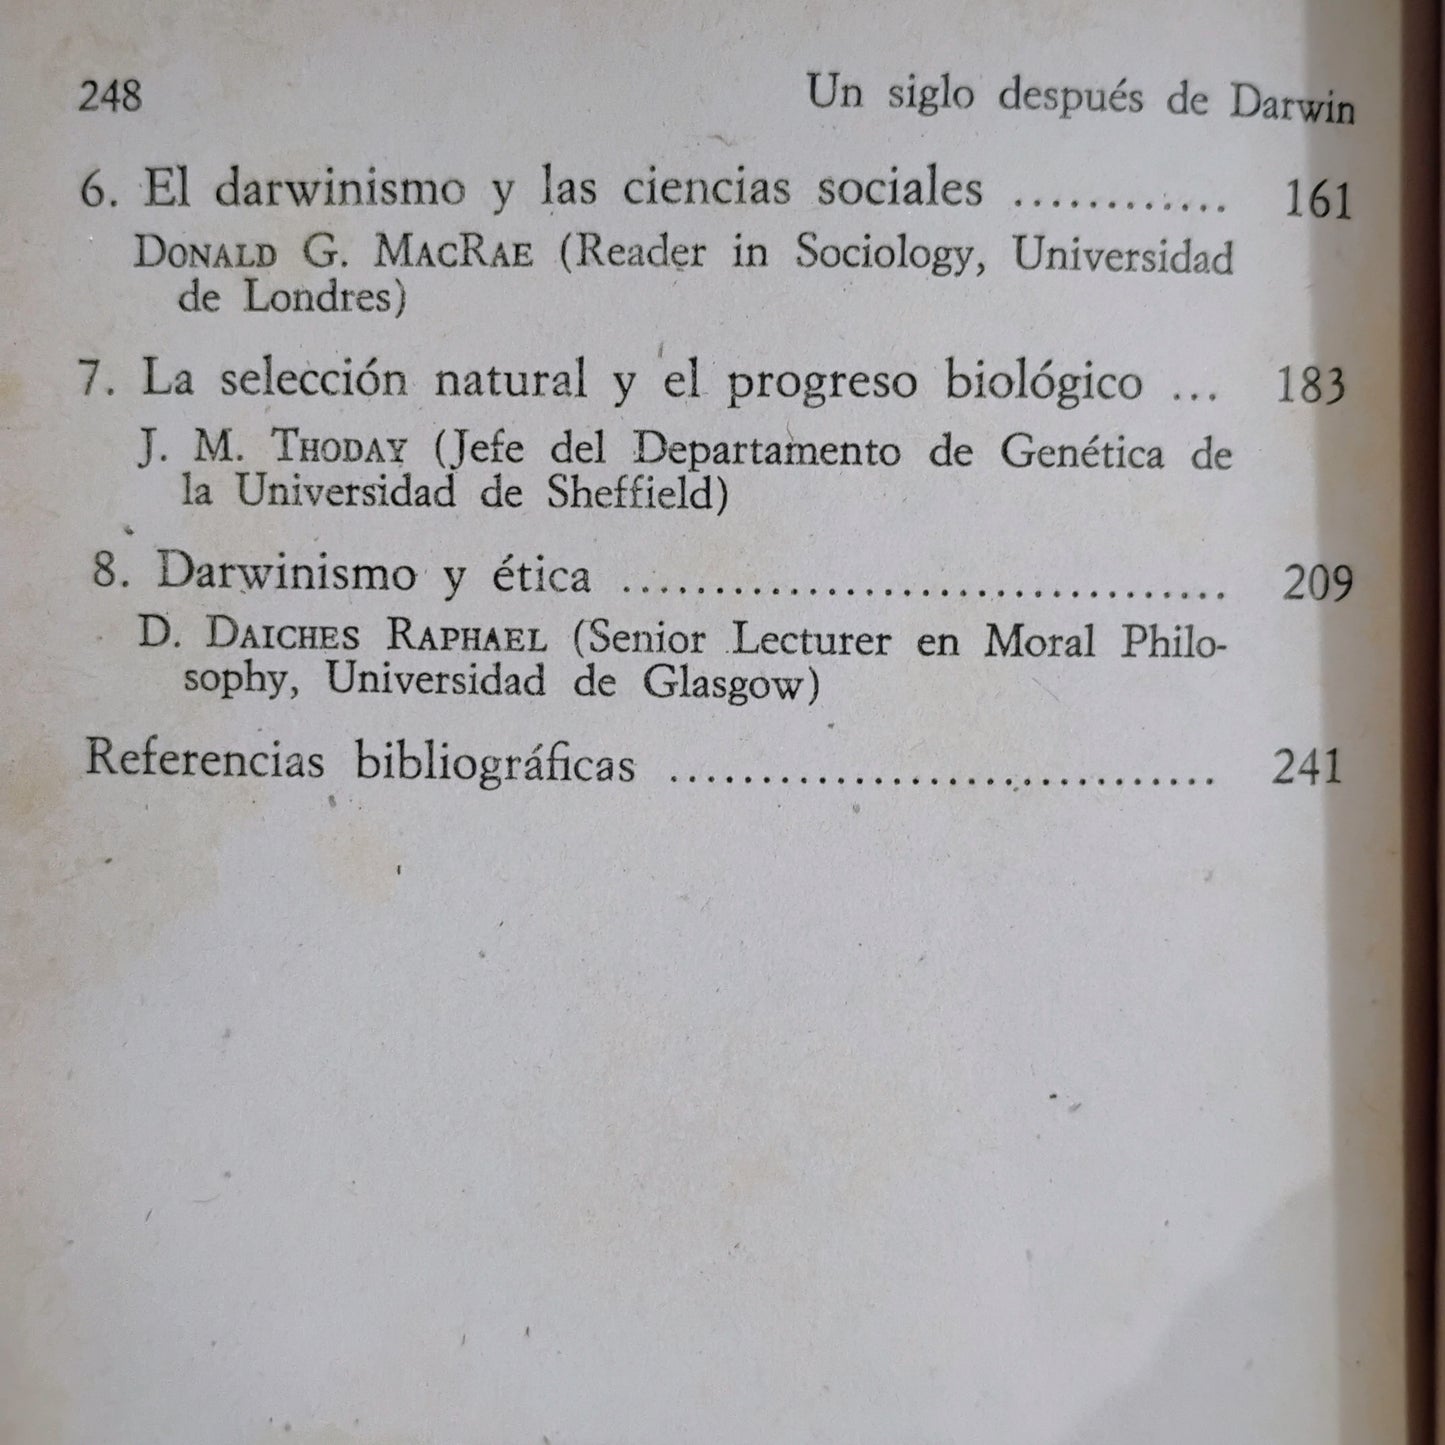 248 Un siglo después de Darwin
6. El darwinismo y las ciencias sociales ............ 161
DONALD G. MACRAE (Reader in Sociology, Universidad
de Londres)
7. La selección natural y el progreso biológico ... 183
J. M. THODAY (Jefe del Departamento de Genética de
la Universidad de Sheffield)
8. Darwinismo y ética ................................. 209
D. DAICHES RAPHAEL (Senior Lecturer en Moral Philo-
sophy, Universidad de Glasgow)
Referencias bibliográficas .............................. 241